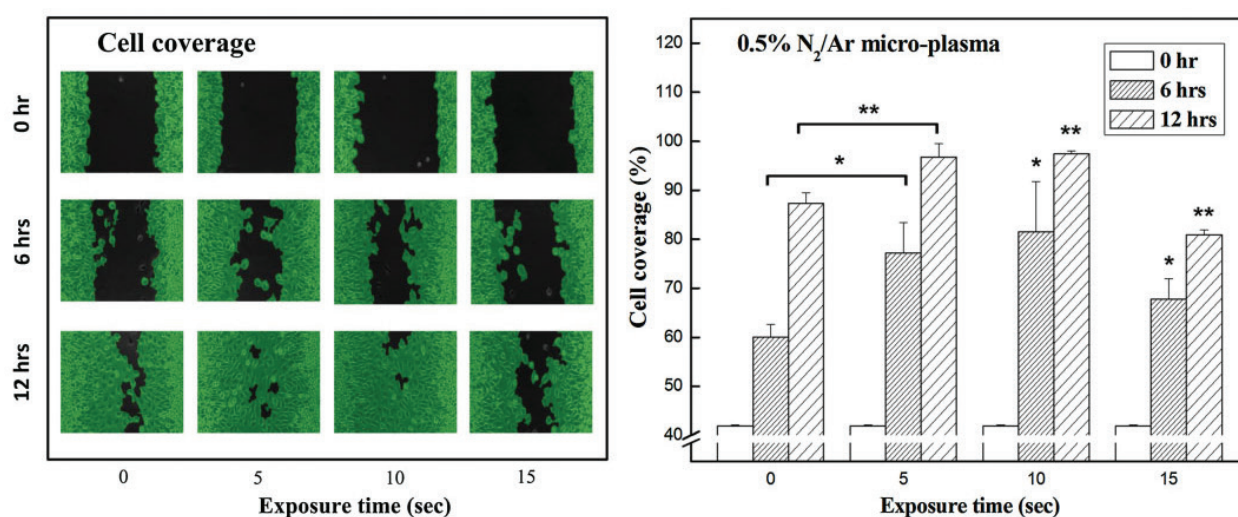 Cell coverage
0 hr
6 hrs
12 hrs
0 5 10 15
Exposure time (sec)
0.5% N₂/Ar micro-plasma
0 hr
6 hrs
12 hrs
**
*
*
**
*
**
Cell coverage (%)
120
110
100
90
80
70
60
50
40
0 5 10 15
Exposure time (sec)